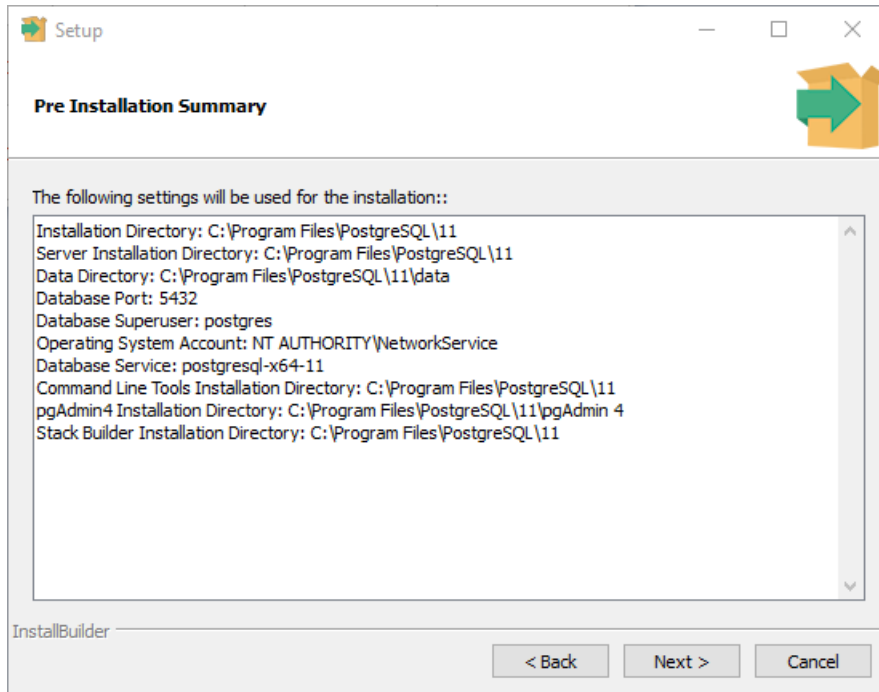 Setup
Pre Installation Summary
The following settings will be used for the installation::
Installation Directory: C:\Program Files\PostgreSQL\11
Server Installation Directory: C:\Program Files\PostgreSQL\11
Data Directory: C:\Program Files\PostgreSQL\11\data
Database Port: 5432
Database Superuser: postgres
Operating System Account: NT AUTHORITY\NetworkService
Database Service: postgresql-x64-11
Command Line Tools Installation Directory: C:\Program Files\PostgreSQL\11
pgAdmin4 Installation Directory: C:\Program Files\PostgreSQL\11\pgAdmin 4
Stack Builder Installation Directory: C:\Program Files\PostgreSQL\11
InstallBuilder
< Back Next > Cancel